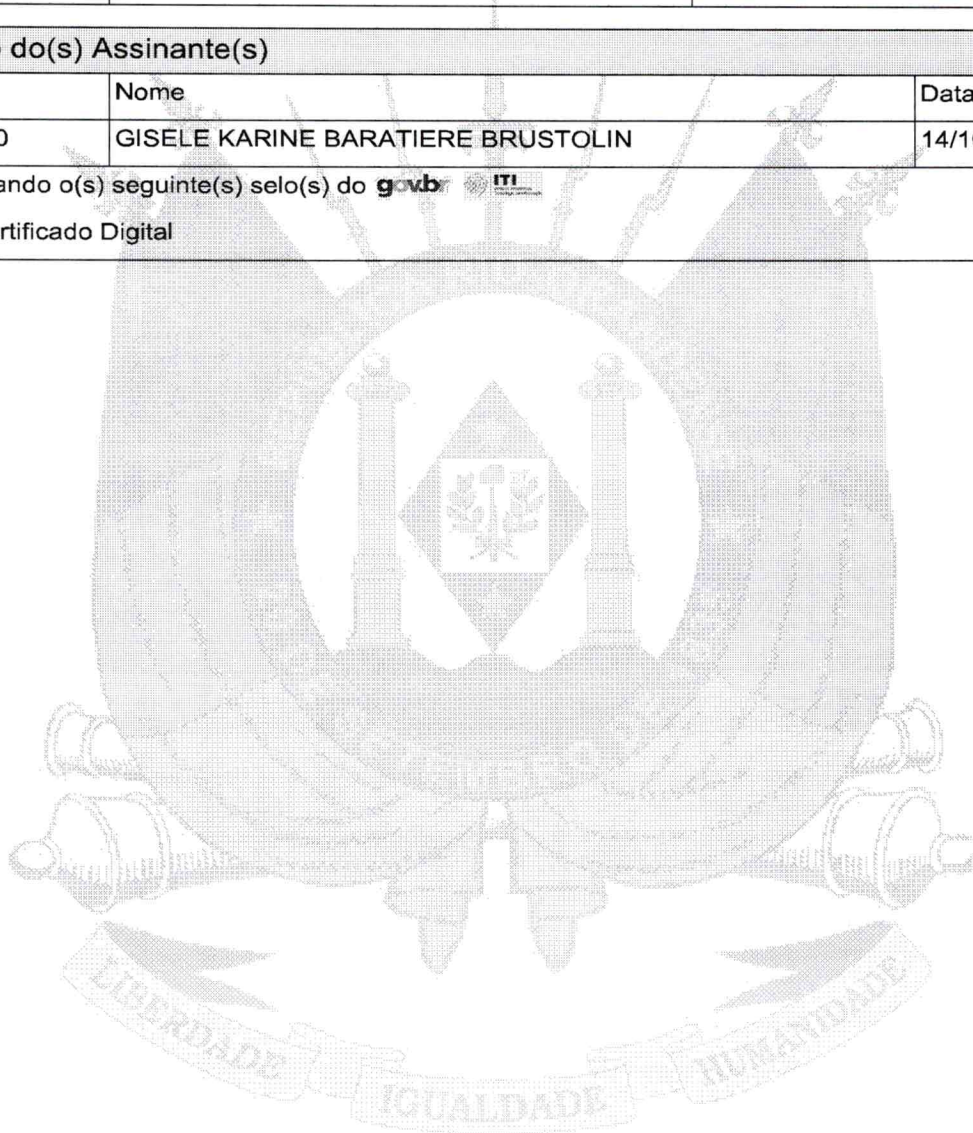 do(s) Assinante(s)
Nome Data
0 GISELE KARINE BARATIERE BRUSTOLIN 14/1
ando o(s) seguinte(s) selo(s) do gov.br ITI
rtificado Digital
LIBERDADE
IGUALDADE
HUMANIDADE